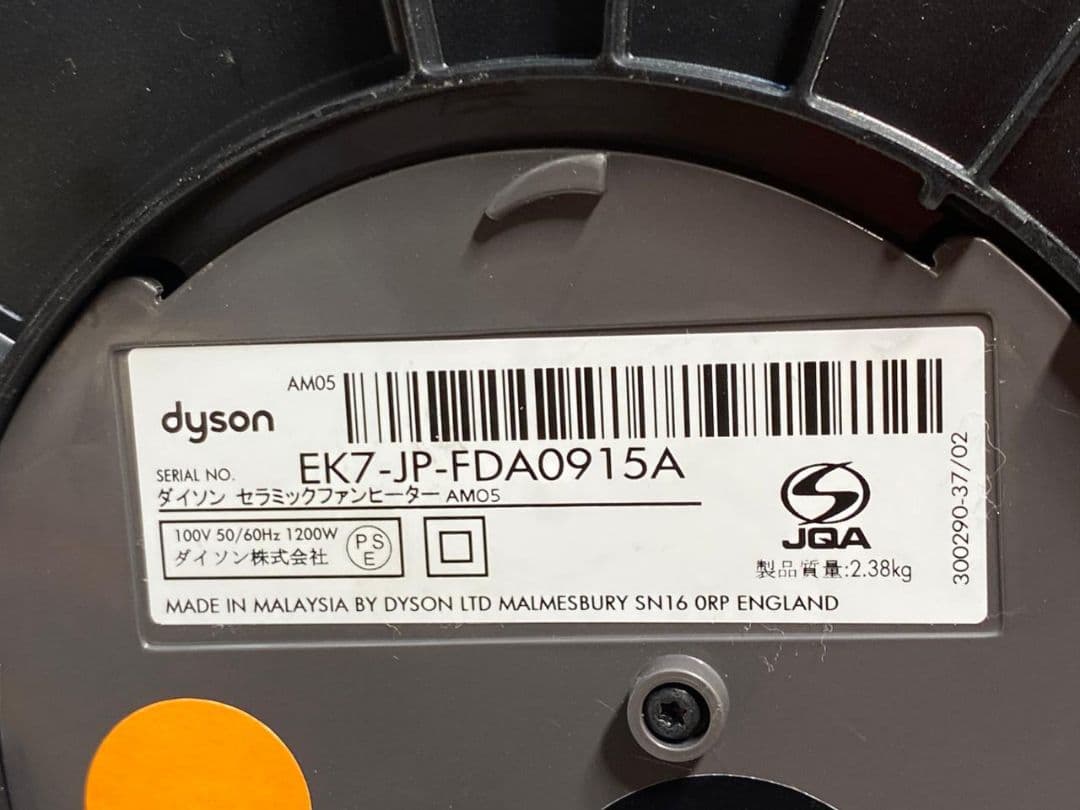 AM05
dyson
SERIAL NO. EK7-JP-FDA0915A
ダイソン セラミックファンヒーター AM05
100V 50/60Hz 1200W
ダイソン株式会社
PSE
JQA
製品質量:2.38kg
MADE IN MALAYSIA BY DYSON LTD MALMESBURY SN16 0RP ENGLAND
300290-37/02